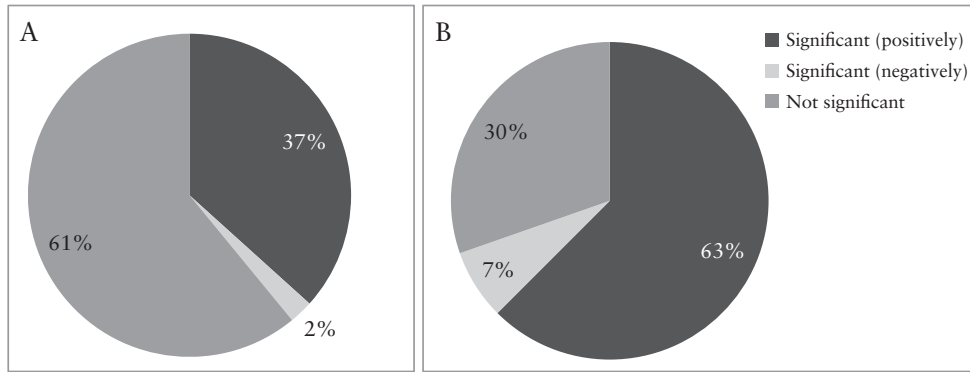 A
37%
61%
2%
B
Significant (positively)
Significant (negatively)
Not significant
30%
63%
7%